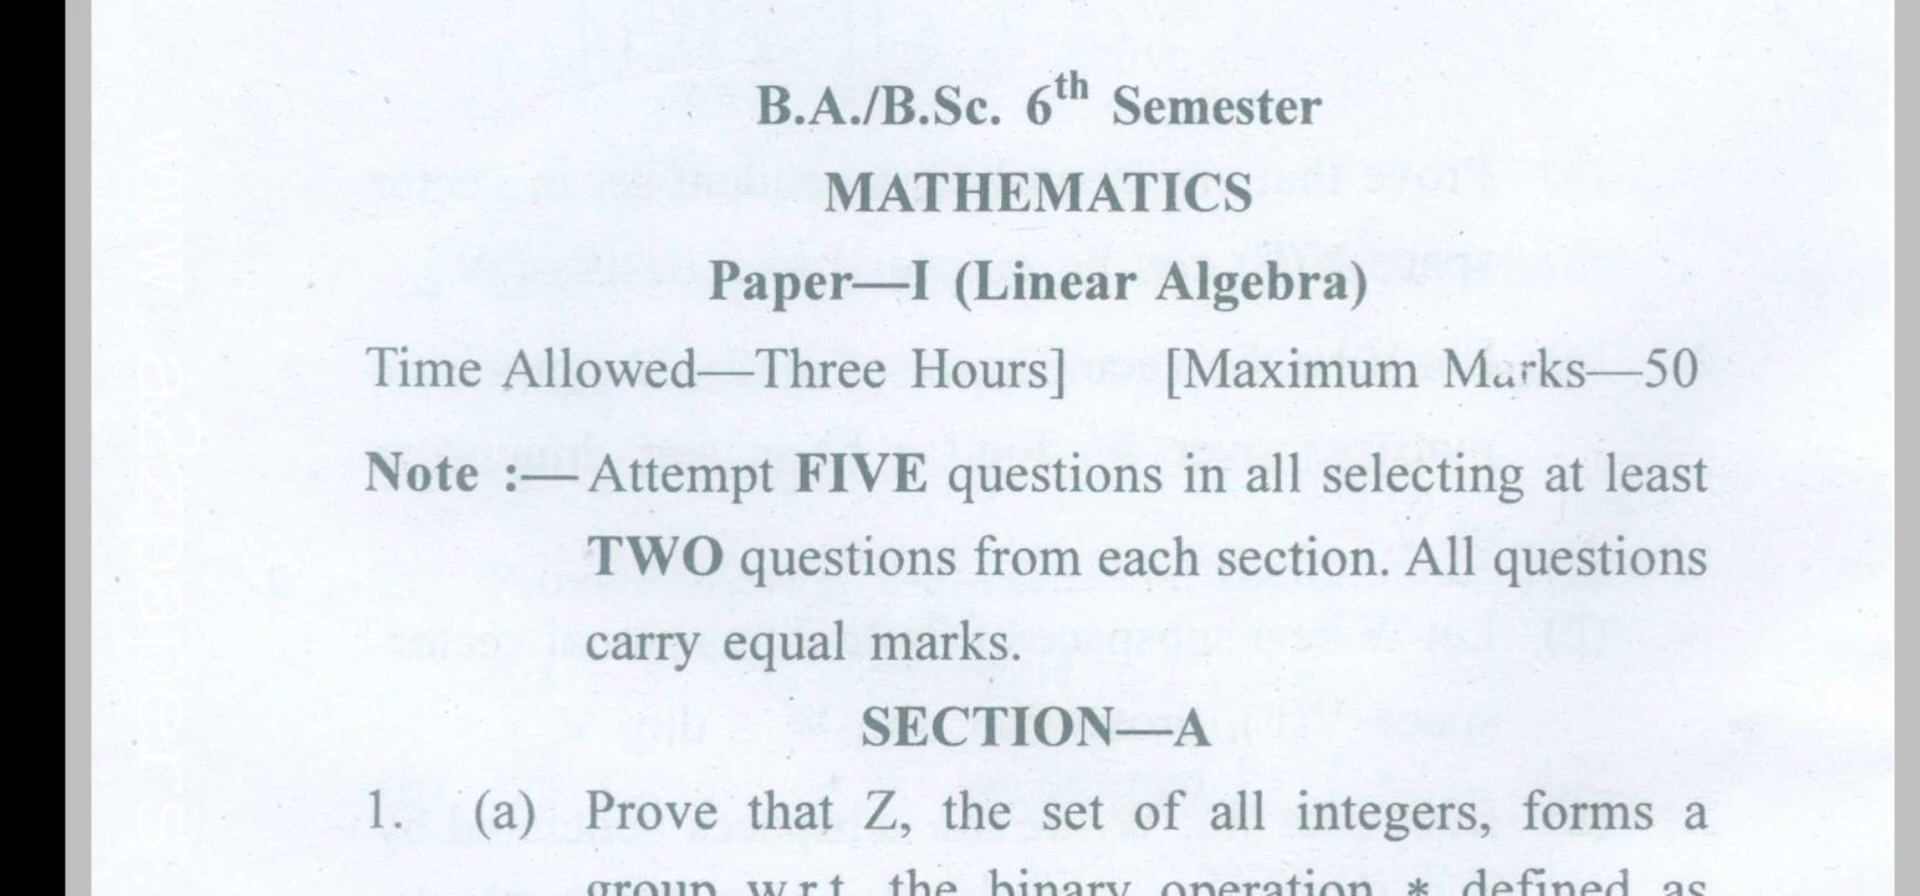 B.A./B.Sc. 6th Semester
MATHEMATICS
Paper—I (Linear Algebra)
Time Allowed—Three Hours] [Maximum Marks—50
Note :— Attempt FIVE questions in all selecting at least
TWO questions from each section. All questions
carry equal marks.
SECTION—A
1. (a) Prove that Z, the set of all integers, forms a
group w.r.t. the binary operation * defined as
www.a2zpapers